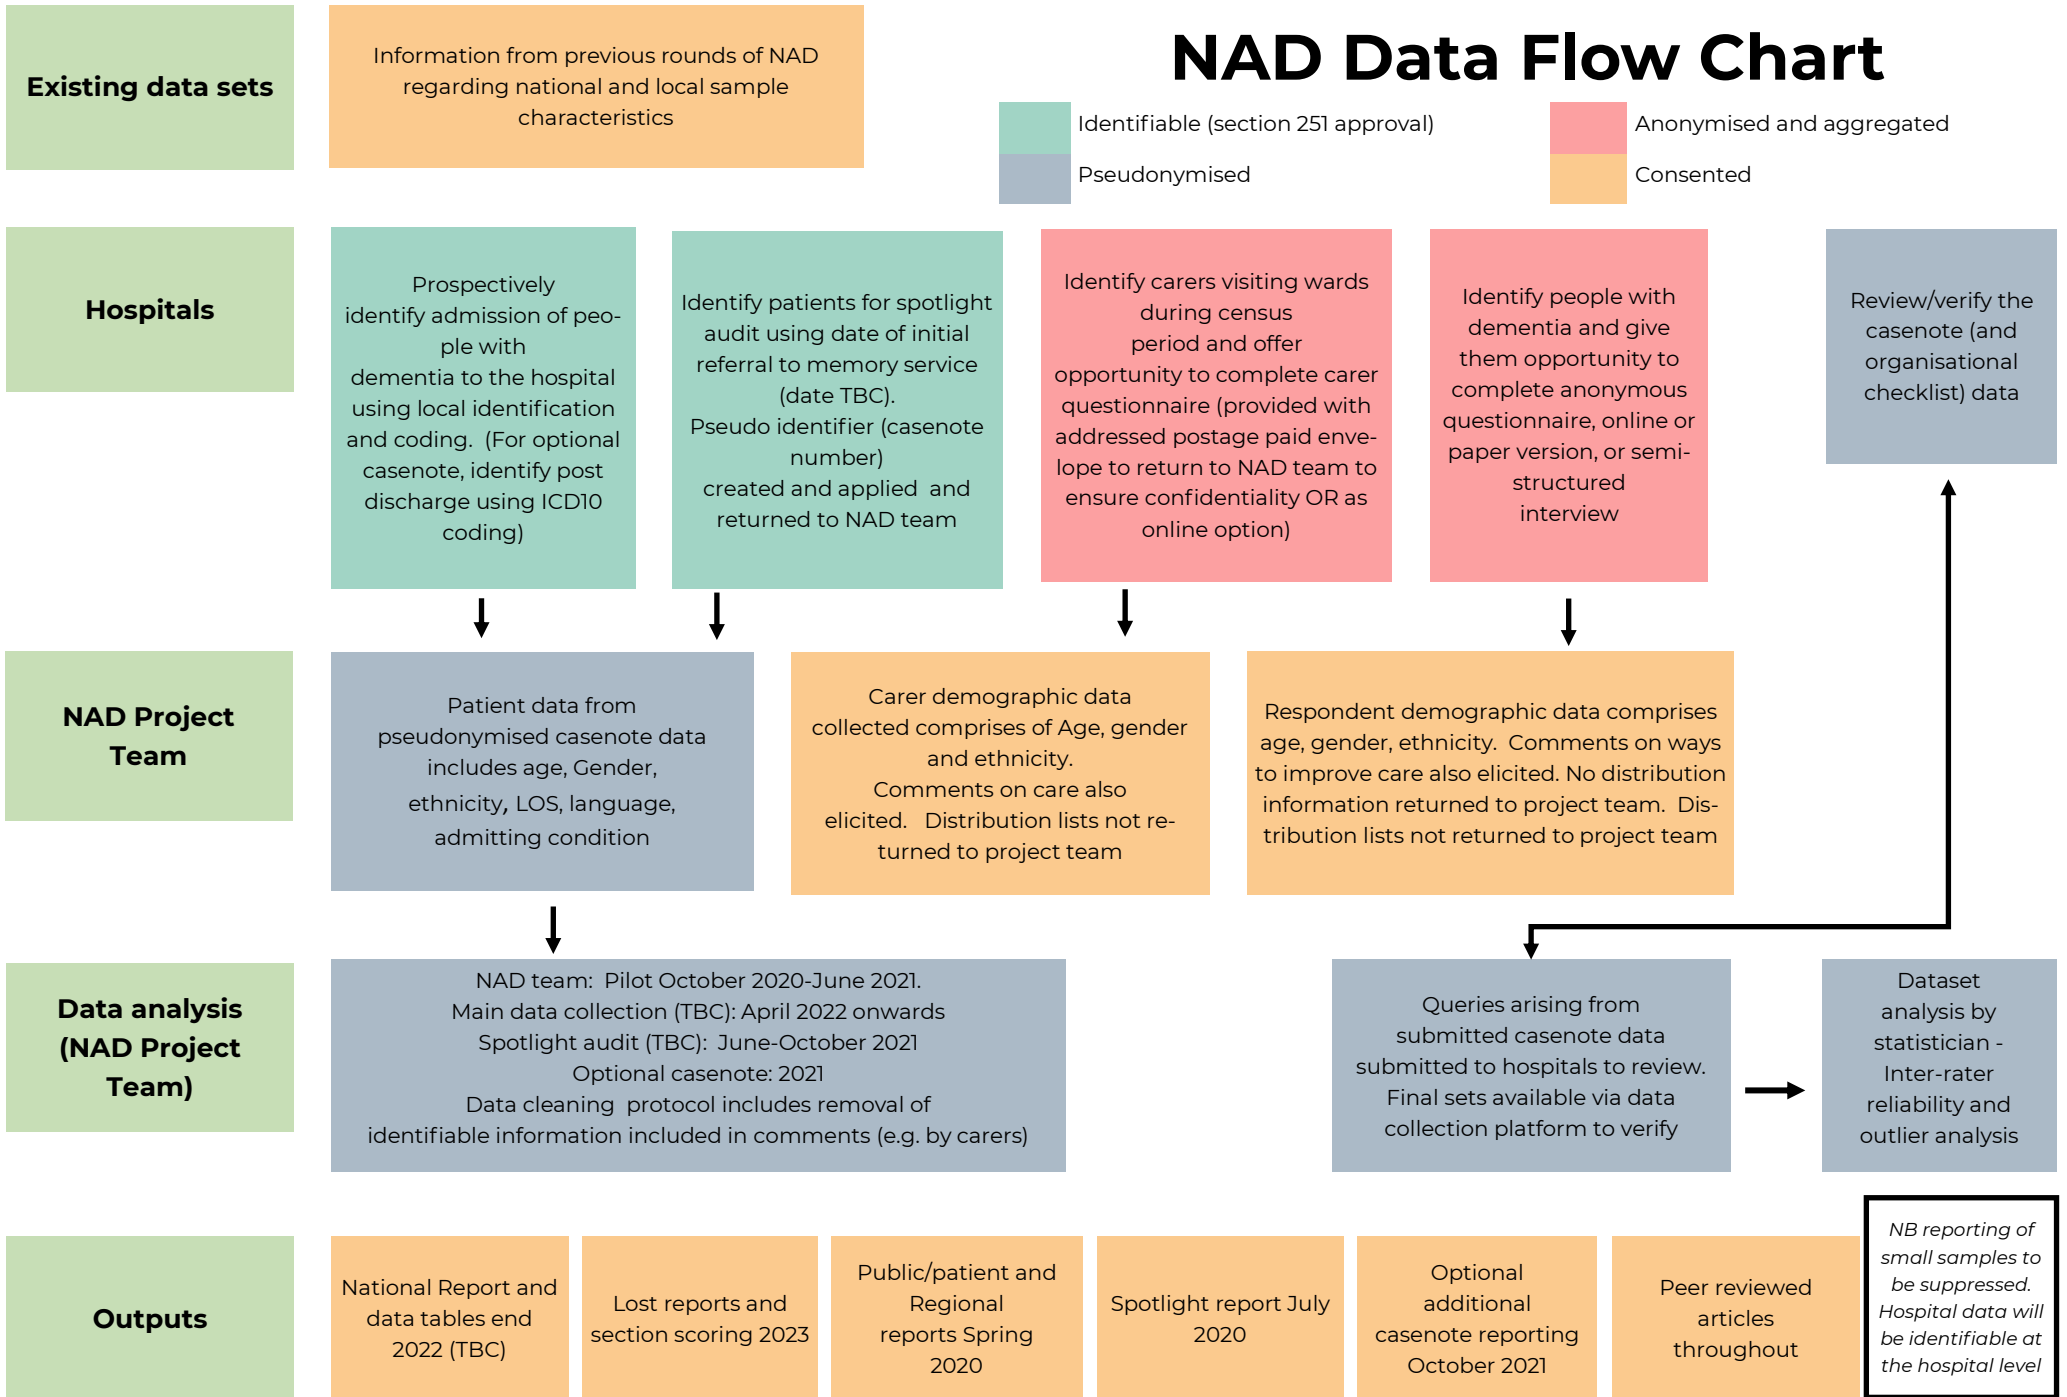 NAD Data Flow Chart
Identifiable (section 251 approval)
Pseudonymised
Anonymised and aggregated
Consented
Existing data sets
Information from previous rounds of NAD
regarding national and local sample
characteristics
Hospitals
Prospectively
identify admission of peo-
ple with
dementia to the hospital
using local identification
and coding. (For optional
casenote, identify post
discharge using ICD10
coding)
Identify patients for spotlight
audit using date of initial
referral to memory service
(date TBC).
Pseudo identifier (casenote
number)
created and applied and
returned to NAD team
Identify carers visiting wards
during census
period and offer
opportunity to complete carer
questionnaire (provided with
addressed postage paid enve-
lope to return to NAD team to
ensure confidentiality OR as
online option)
Identify people with
dementia and give
them opportunity to
complete anonymous
questionnaire, online or
paper version, or semi-
structured
interview
Review/verify the
casenote (and
organisational
checklist) data
NAD Project
Team
Patient data from
pseudonymised casenote data
includes age, Gender,
ethnicity, LOS, language,
admitting condition
Carer demographic data
collected comprises of Age, gender
and ethnicity.
Comments on care also
elicited. Distribution lists not re-
turned to project team
Respondent demographic data comprises
age, gender, ethnicity. Comments on ways
to improve care also elicited. No distribution
information returned to project team. Dis-
tribution lists not returned to project team
Data analysis
(NAD Project
Team)
NAD team: Pilot October 2020-June 2021.
Main data collection (TBC): April 2022 onwards
Spotlight audit (TBC): June-October 2021
Optional casenote: 2021
Data cleaning protocol includes removal of
identifiable information included in comments (e.g. by carers)
Queries arising from
submitted casenote data
submitted to hospitals to review.
Final sets available via data
collection platform to verify
Dataset
analysis by
statistician -
Inter-rater
reliability and
outlier analysis
Outputs
National Report and
data tables end
2022 (TBC)
Lost reports and
section scoring 2023
Public/patient and
Regional
reports Spring
2020
Spotlight report July
2020
Optional
additional
casenote reporting
October 2021
Peer reviewed
articles
throughout
NB reporting of
small samples to
be suppressed.
Hospital data will
be identifiable at
the hospital level